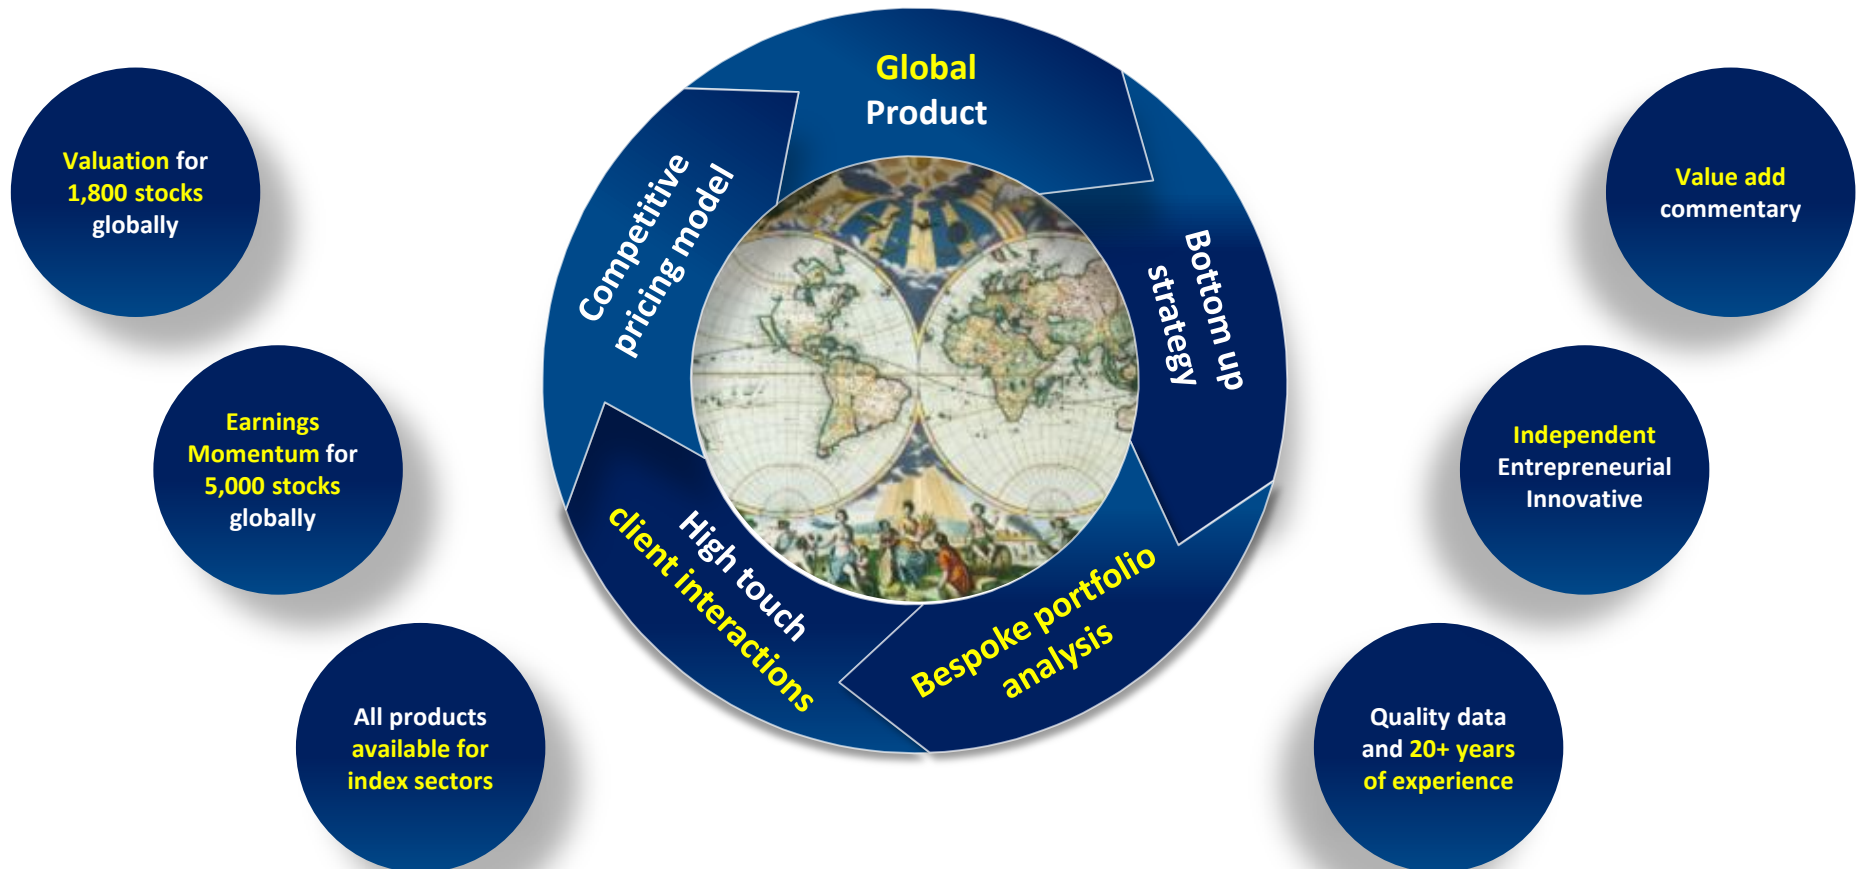 Global
Product
Bottom up
strategy
Bespoke portfolio
analysis
High touch
client interactions
Competitive
pricing model
Valuation for
1,800 stocks
globally
Earnings
Momentum for
5,000 stocks
globally
All products
available for
index sectors
Value add
commentary
Independent
Entrepreneurial
Innovative
Quality data
and 20+ years
of experience